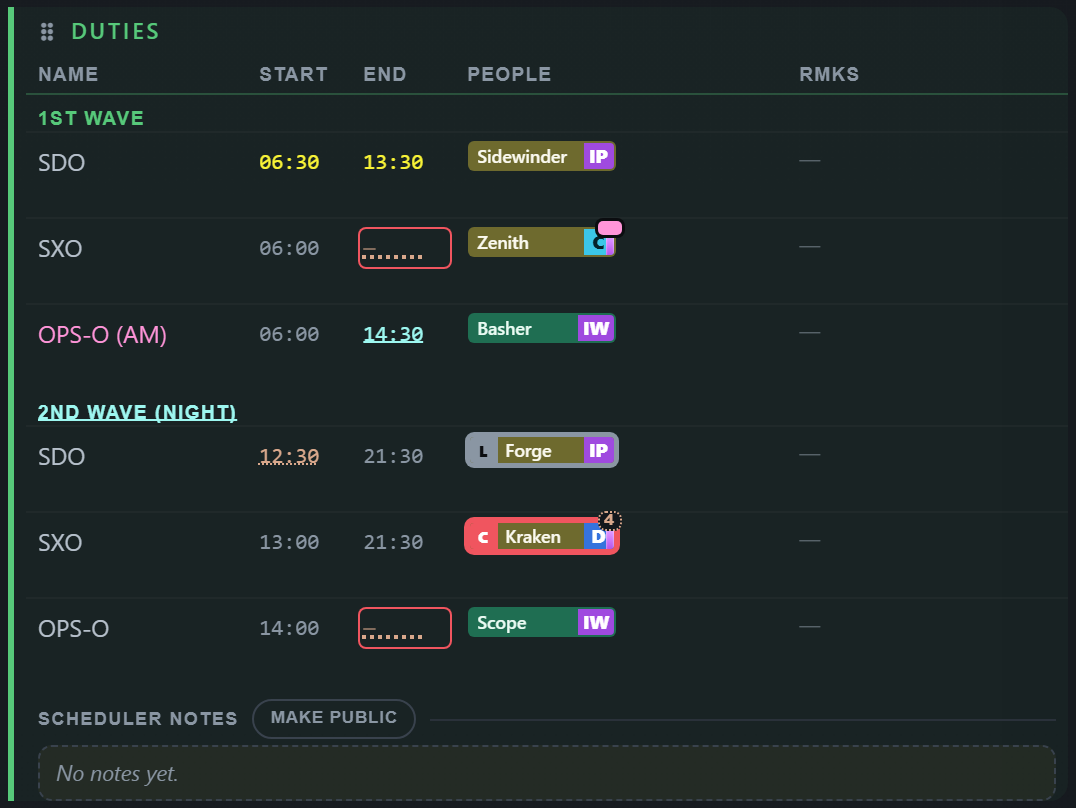 DUTIES
NAME START END PEOPLE RMKS
1ST WAVE
SDO 06:30 13:30 Sidewinder IP —
SXO 06:00 — Zenith C —
OPS-O (AM) 06:00 14:30 Basher IW —
2ND WAVE (NIGHT)
SDO 12:30 21:30 L Forge IP —
SXO 13:00 21:30 C Kraken D 4 —
OPS-O 14:00 — Scope IW —
SCHEDULER NOTES MAKE PUBLIC
No notes yet.